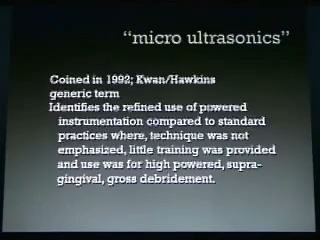 “micro ultrasonics”
Coined in 1992; Kwan/Hawkins
generic term
Identifies the refined use of powered
instrumentation compared to standard
practices where, technique was not
emphasized, little training was provided
and use was for high powered, supra-
gingival, gross debridement.